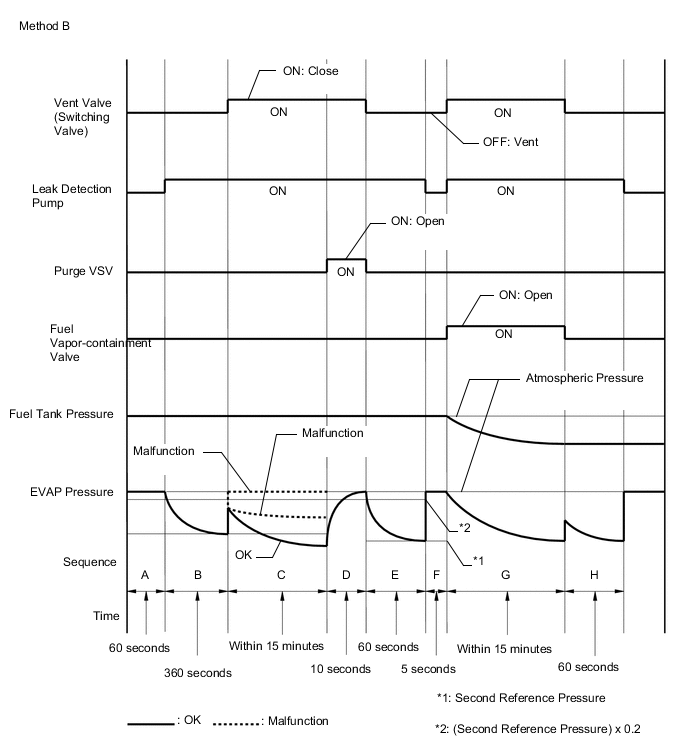 Method B
ON: Close
Vent Valve
(Switching
Valve)
ON
ON
OFF: Vent
Leak Detection
Pump
ON
ON
ON: Open
Purge VSV
ON
ON: Open
Fuel
Vapor-containment
Valve
ON
Atmospheric Pressure
Fuel Tank Pressure
Malfunction
Malfunction
EVAP Pressure
*2
OK
*1
Sequence
A B C D E F G H
Time
60 seconds
360 seconds
Within 15 minutes
10 seconds
60 seconds
5 seconds
Within 15 minutes
60 seconds
*1: Second Reference Pressure
: OK
: Malfunction
*2: (Second Reference Pressure) x 0.2